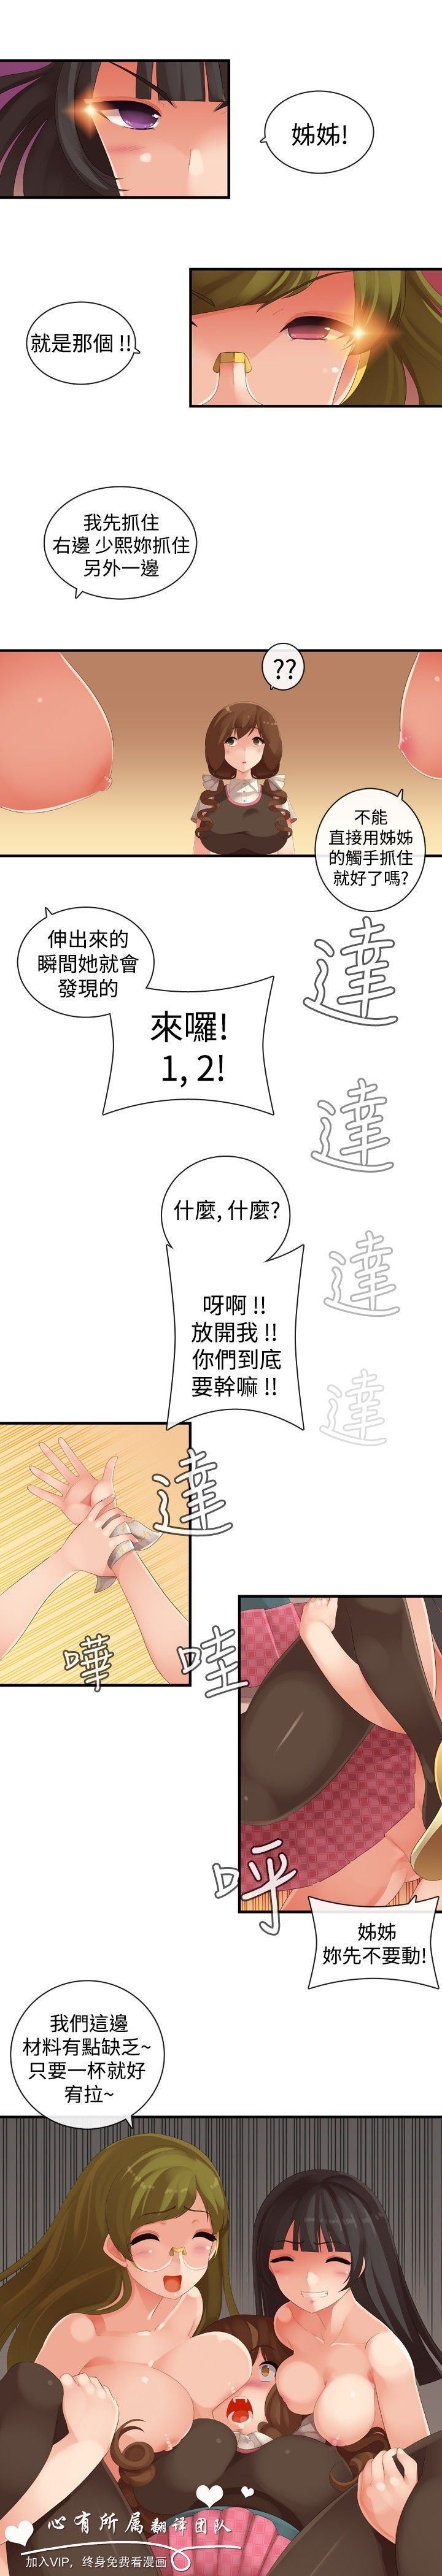 姊姊!
就是那個 !!
我先抓住
右邊 少熙妳抓住
另外一邊
??
不能
直接用姊姊
的觸手抓住
就好了嗎?
伸出來的
瞬間她就會
發現的
來囉!
1, 2!
達
達
達
達
什麼, 什麼?
呀啊 !!
放開我 !!
你們到底
要幹嘛 !!
達
嘩
哇
呼
姊姊
妳先不要動!
我們這邊
材料有點缺乏~
只要一杯就好
宥拉~
心有所属翻译团队
加入VIP，终身免费看漫画